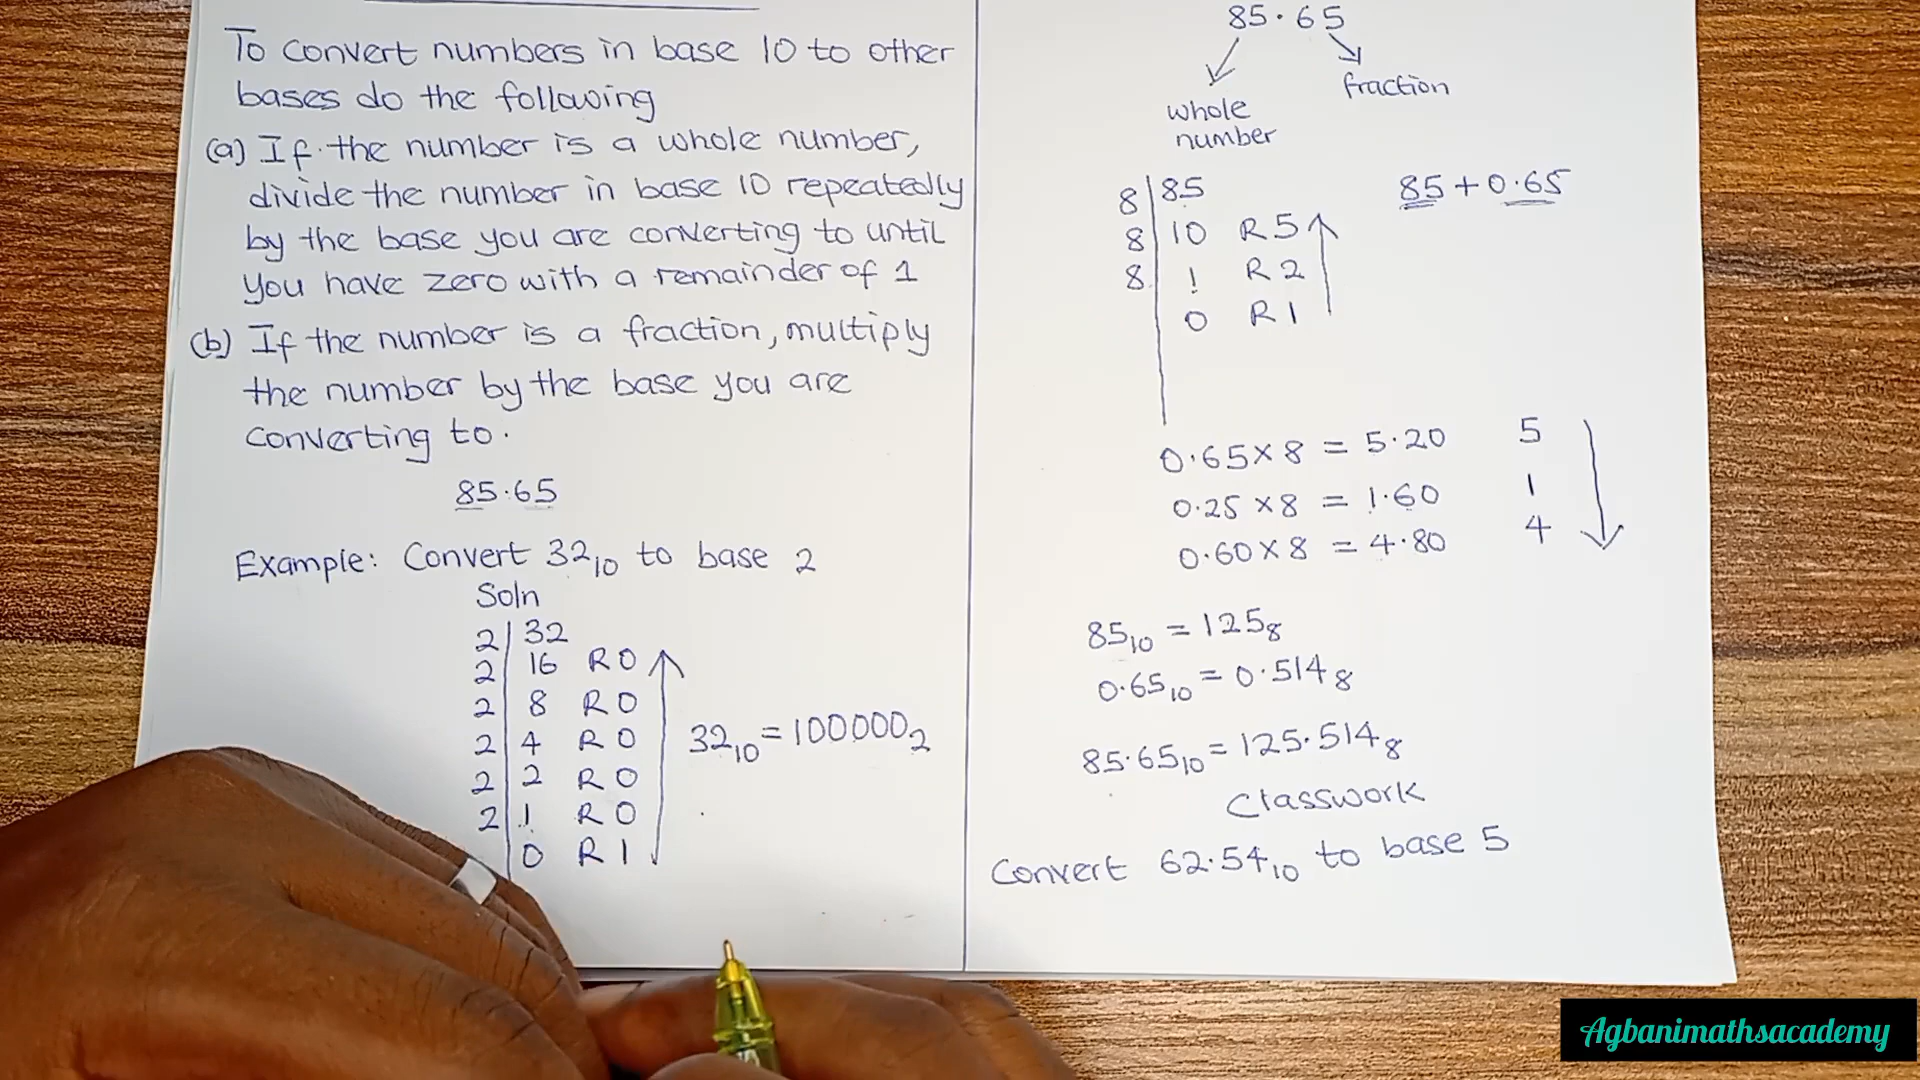 To convert numbers in base 10 to other
bases do the following
(a) If the number is a whole number,
divide the number in base 10 repeatedly
by the base you are converting to until
you have zero with a remainder of 1
(b) If the number is a fraction, multiply
the number by the base you are
converting to.
85.65
Example: Convert 32₁₀ to base 2
Soln
2 | 32
2 | 16 R 0
2 | 8 R 0
2 | 4 R 0
2 | 2 R 0
2 | 1 R 0
0 R 1
32₁₀ = 100000₂
85.65
whole
number
fraction
8 | 85
8 | 10 R 5
8 | 1 R 2
0 R 1
85 + 0.65
0.65 × 8 = 5.20 5
0.25 × 8 = 1.60 1
0.60 × 8 = 4.80 4
85₁₀ = 125₈
0.65₁₀ = 0.514₈
85.65₁₀ = 125.514₈
Classwork
Convert 62.54₁₀ to base 5
Agbanimathsacademy